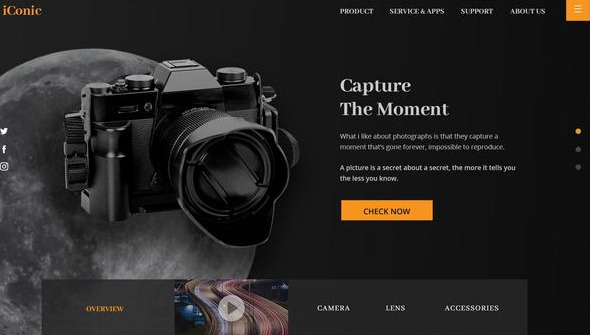 iConic
PRODUCT
SERVICE & APPS
SUPPORT
ABOUT US
Capture
The Moment
What i like about photographs is that they capture a
moment that's gone forever, impossible to reproduce.
A picture is a secret about a secret, the more it tells you
the less you know.
CHECK NOW
OVERVIEW
CAMERA
LENS
ACCESSORIES